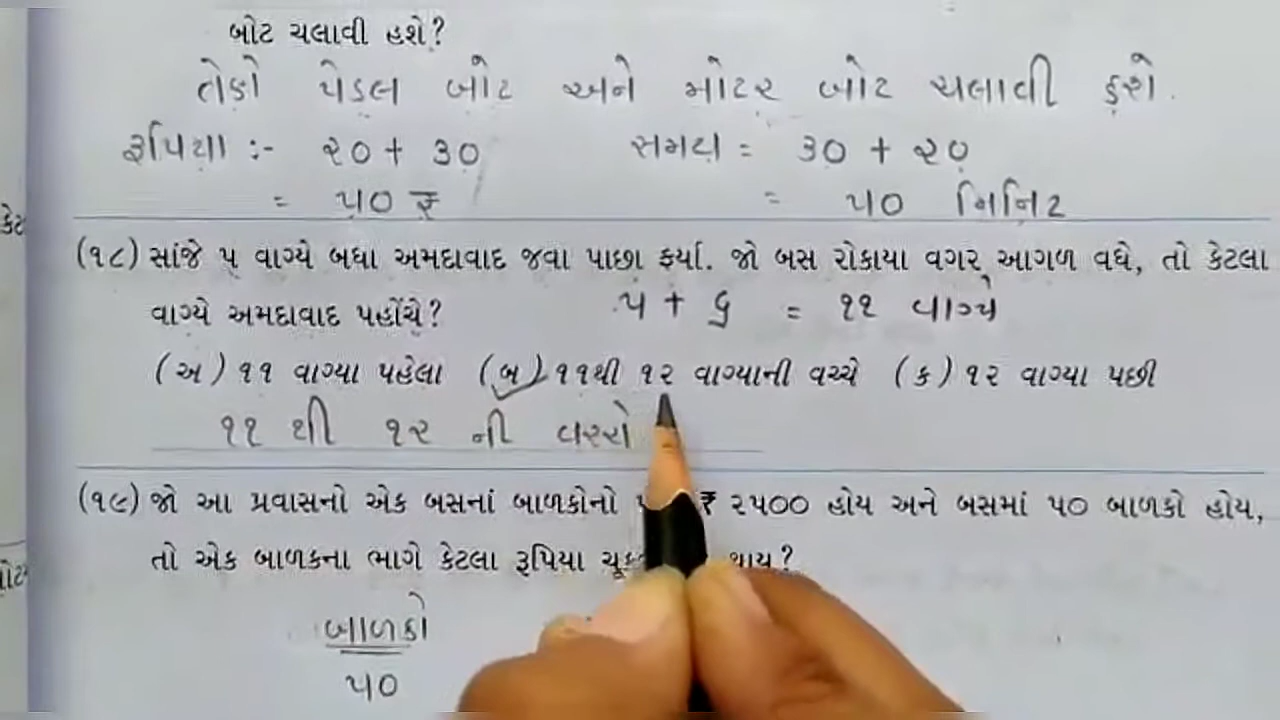 બોટ ચલાવી હશે?
તેણે પેડલ બોટ અને મોટર બોટ ચલાવી હશે.
રૂપિયા :- ૨૦ + ૩૦ સમય = ૩૦ + ૨૦
= ૫૦ ₹ = ૫૦ મિનિટ
(૧૮) સાંજે ૫ વાગ્યે બધા અમદાવાદ જવા પાછા ફર્યા. જો બસ રોકાયા વગર આગળ વધે, તો કેટલા
વાગ્યે અમદાવાદ પહોંચે? ૫ + ૬ = ૧૧ વાગ્યે
(અ) ૧૧ વાગ્યા પહેલા (બ) ૧૧થી ૧૨ વાગ્યાની વચ્ચે (ક) ૧૨ વાગ્યા પછી
૧૧ થી ૧૨ ની વચ્ચે
(૧૯) જો આ પ્રવાસનો એક બસનાં બાળકોનો ₹ ૨૫૦૦ હોય અને બસમાં ૫૦ બાળકો હોય,
તો એક બાળકના ભાગે કેટલા રૂપિયા થાય?
બાળકો
૫૦